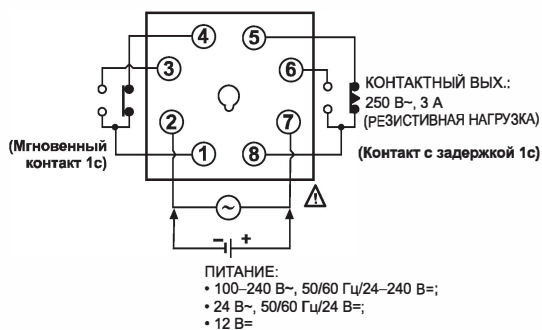 4
5
3
6
КОНТАКТНЫЙ ВЫХ.:
250 В~, 3 А
(РЕЗИСТИВНАЯ НАГРУЗКА)
2
7
(Мгновенный
контакт 1с)
1
8
(Контакт с задержкой 1с)
~
⚠
− +
ПИТАНИЕ:
• 100–240 В~, 50/60 Гц/24–240 В=;
• 24 В~, 50/60 Гц/24 В=;
• 12 В=